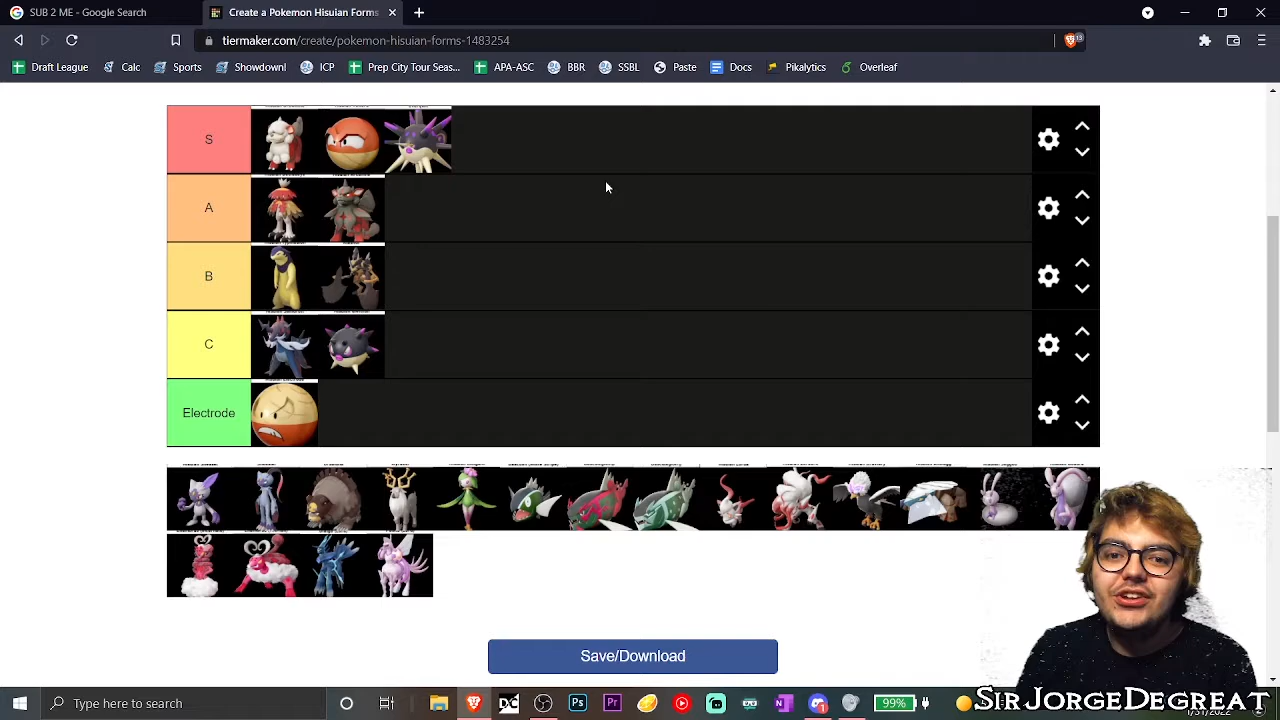 SUB 2 ME - Google Search
Create a Pokemon Hisuian Forms
tiermaker.com/create/pokemon-hisuian-forms-1483254
13
Draft League Calc Sports Showdown ICP Prep City Tour Seas... APA-ASC BBR SSBL Paste Docs Analytics Overleaf
S
A
B
C
Electrode
Save/Download
Type here to search
99%
SIRJORGEDEGREAT